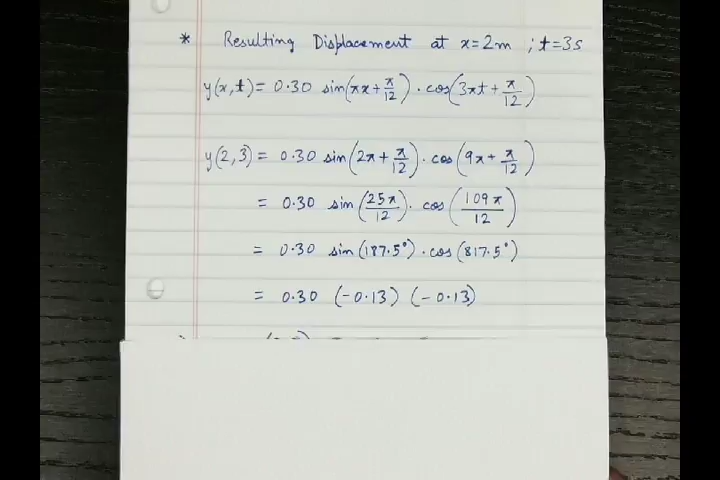 * Resulting Displacement at x=2m ; t=3s
y(x,t) = 0.30 sin(πx + π/12) · cos(3πt + π/12)
y(2,3) = 0.30 sin(2π + π/12) · cos(9π + π/12)
= 0.30 sin(25π/12) · cos(109π/12)
= 0.30 sin(187.5°) · cos(817.5°)
= 0.30 (-0.13) (-0.13)